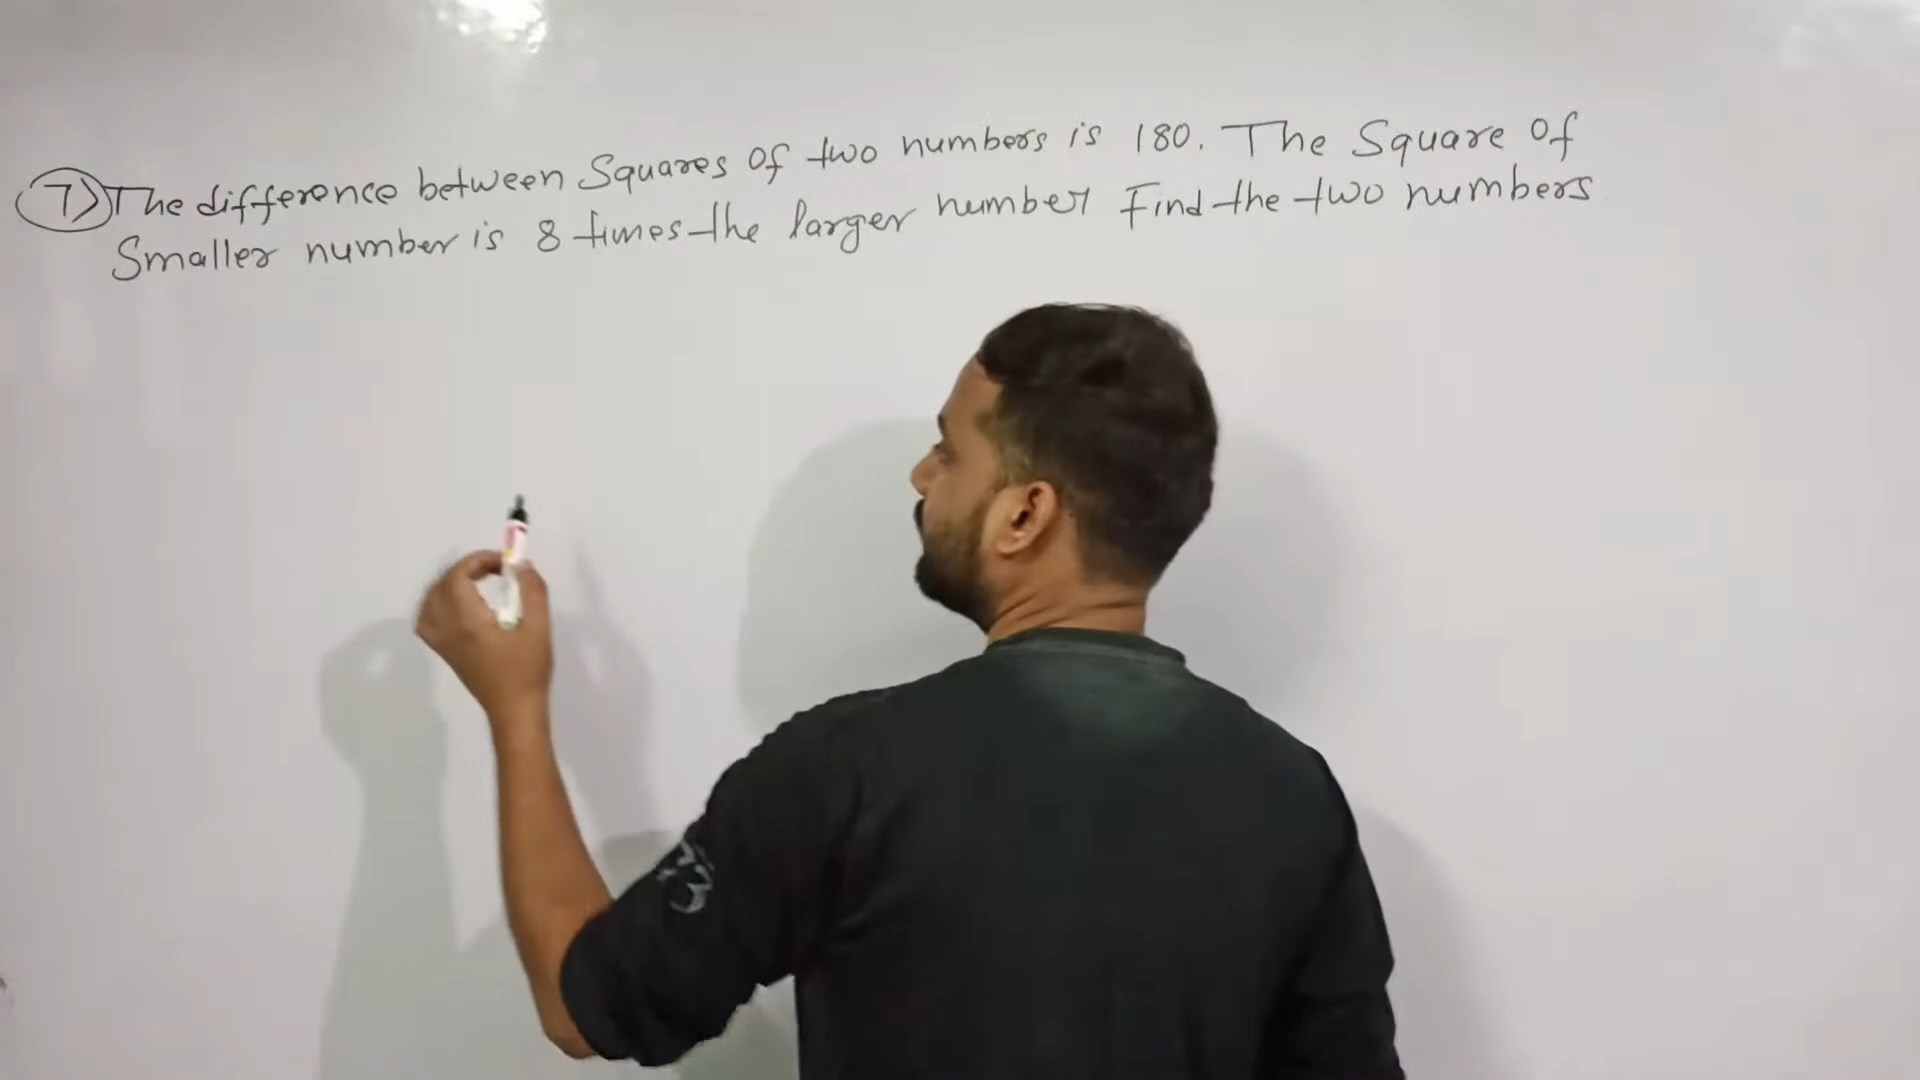 7) The difference between Squares of two numbers is 180. The Square of
Smaller number is 8 times the larger number Find the two numbers